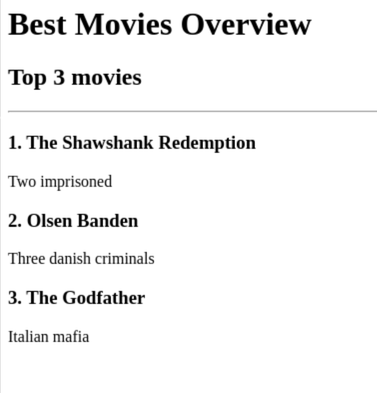 Best Movies Overview
Top 3 movies
1. The Shawshank Redemption
Two imprisoned
2. Olsen Banden
Three danish criminals
3. The Godfather
Italian mafia